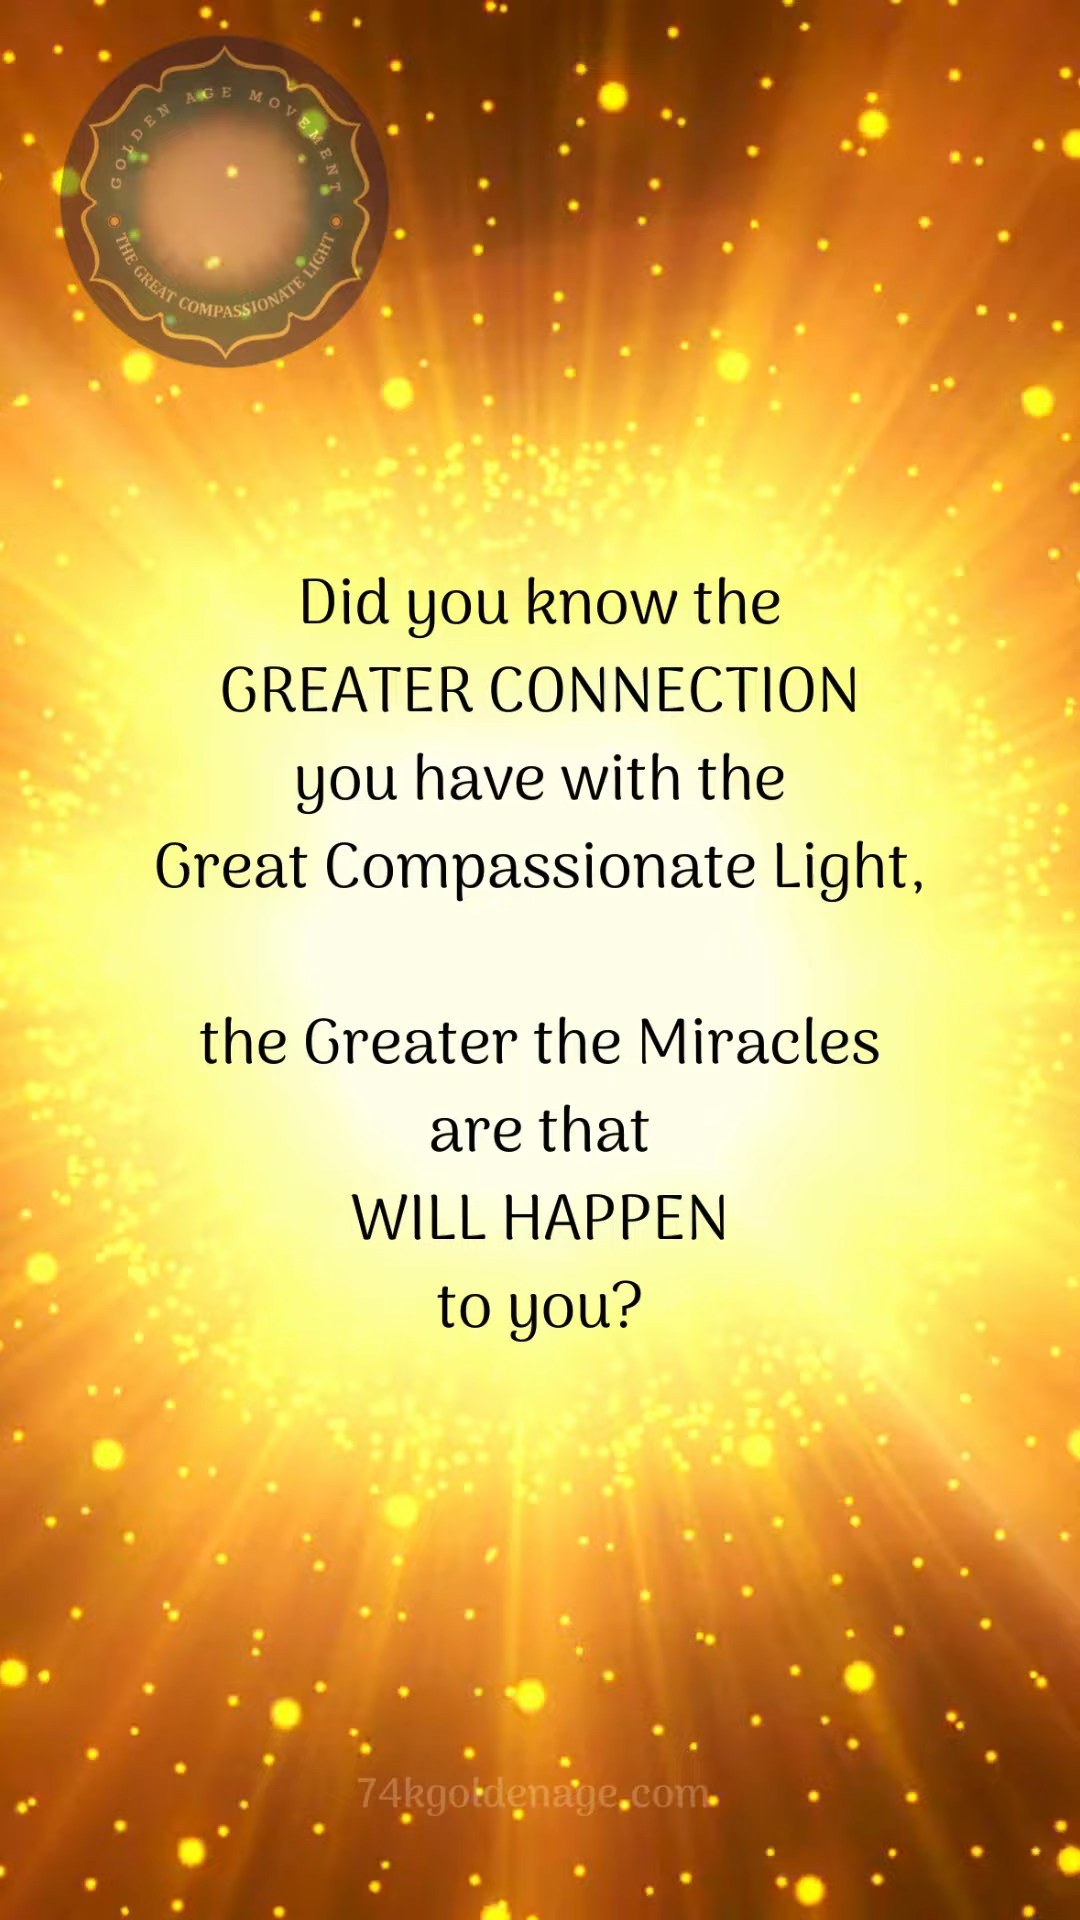 GOLDEN AGE MOVEMENT
THE GREAT COMPASSIONATE LIGHT
Did you know the
GREATER CONNECTION
you have with the
Great Compassionate Light,
the Greater the Miracles
are that
WILL HAPPEN
to you?
74kgoldenage.com